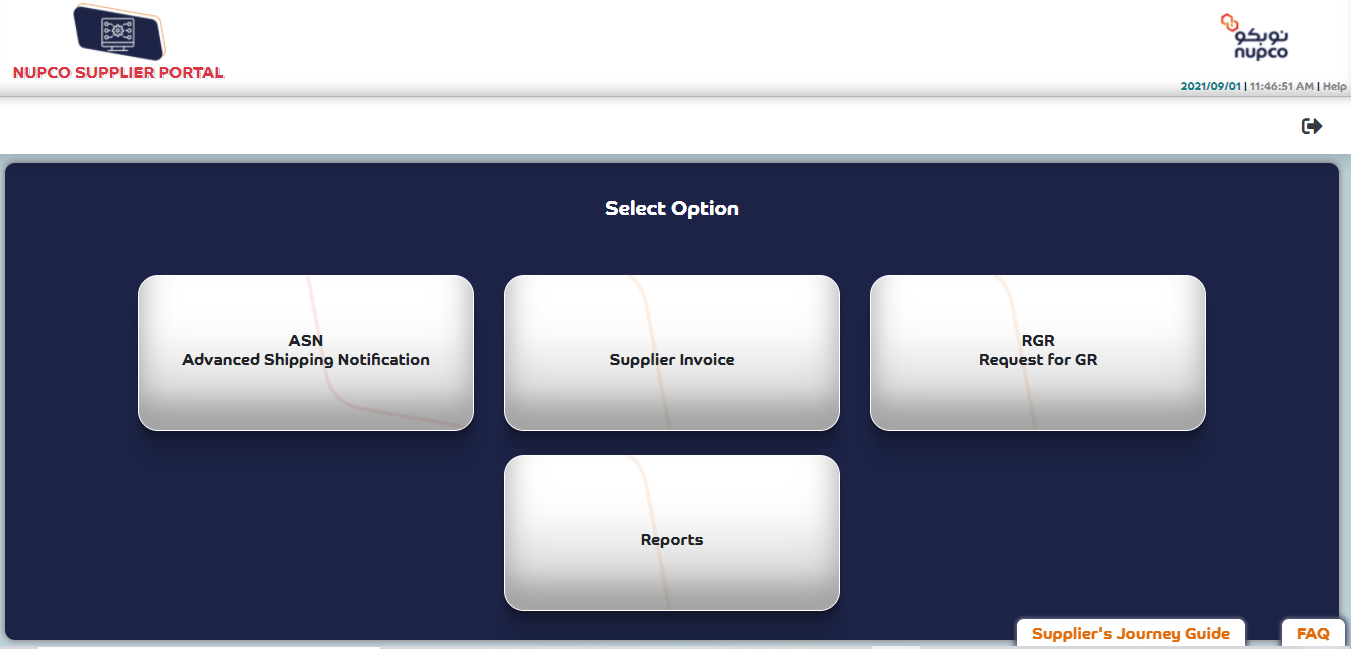 نوبكو
nupco
NUPCO SUPPLIER PORTAL
2021/09/01 | 11:46:51 AM | Help
Select Option
ASN
Advanced Shipping Notification
Supplier Invoice
RGR
Request for GR
Reports
Supplier's Journey Guide
FAQ